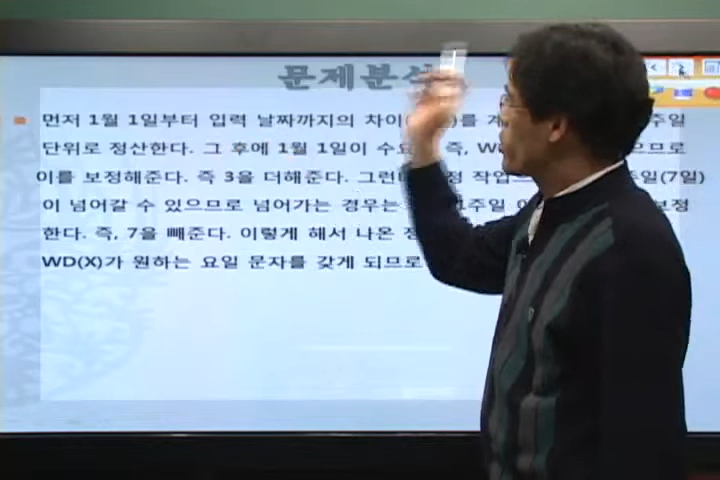 문제분석
먼저 1월 1일부터 입력 날짜까지의 차이 주일
단위로 정산한다. 그 후에 1월 1일이 수요 즉, 므로
이를 보정해준다. 즉 3을 더해준다. 그런데 작업 주일(7일)
이 넘어갈 수 있으므로 넘어가는 경우는 보정
한다. 즉, 7을 빼준다. 이렇게 해서 나온
WD(X)가 원하는 요일 문자를 갖게 되므로